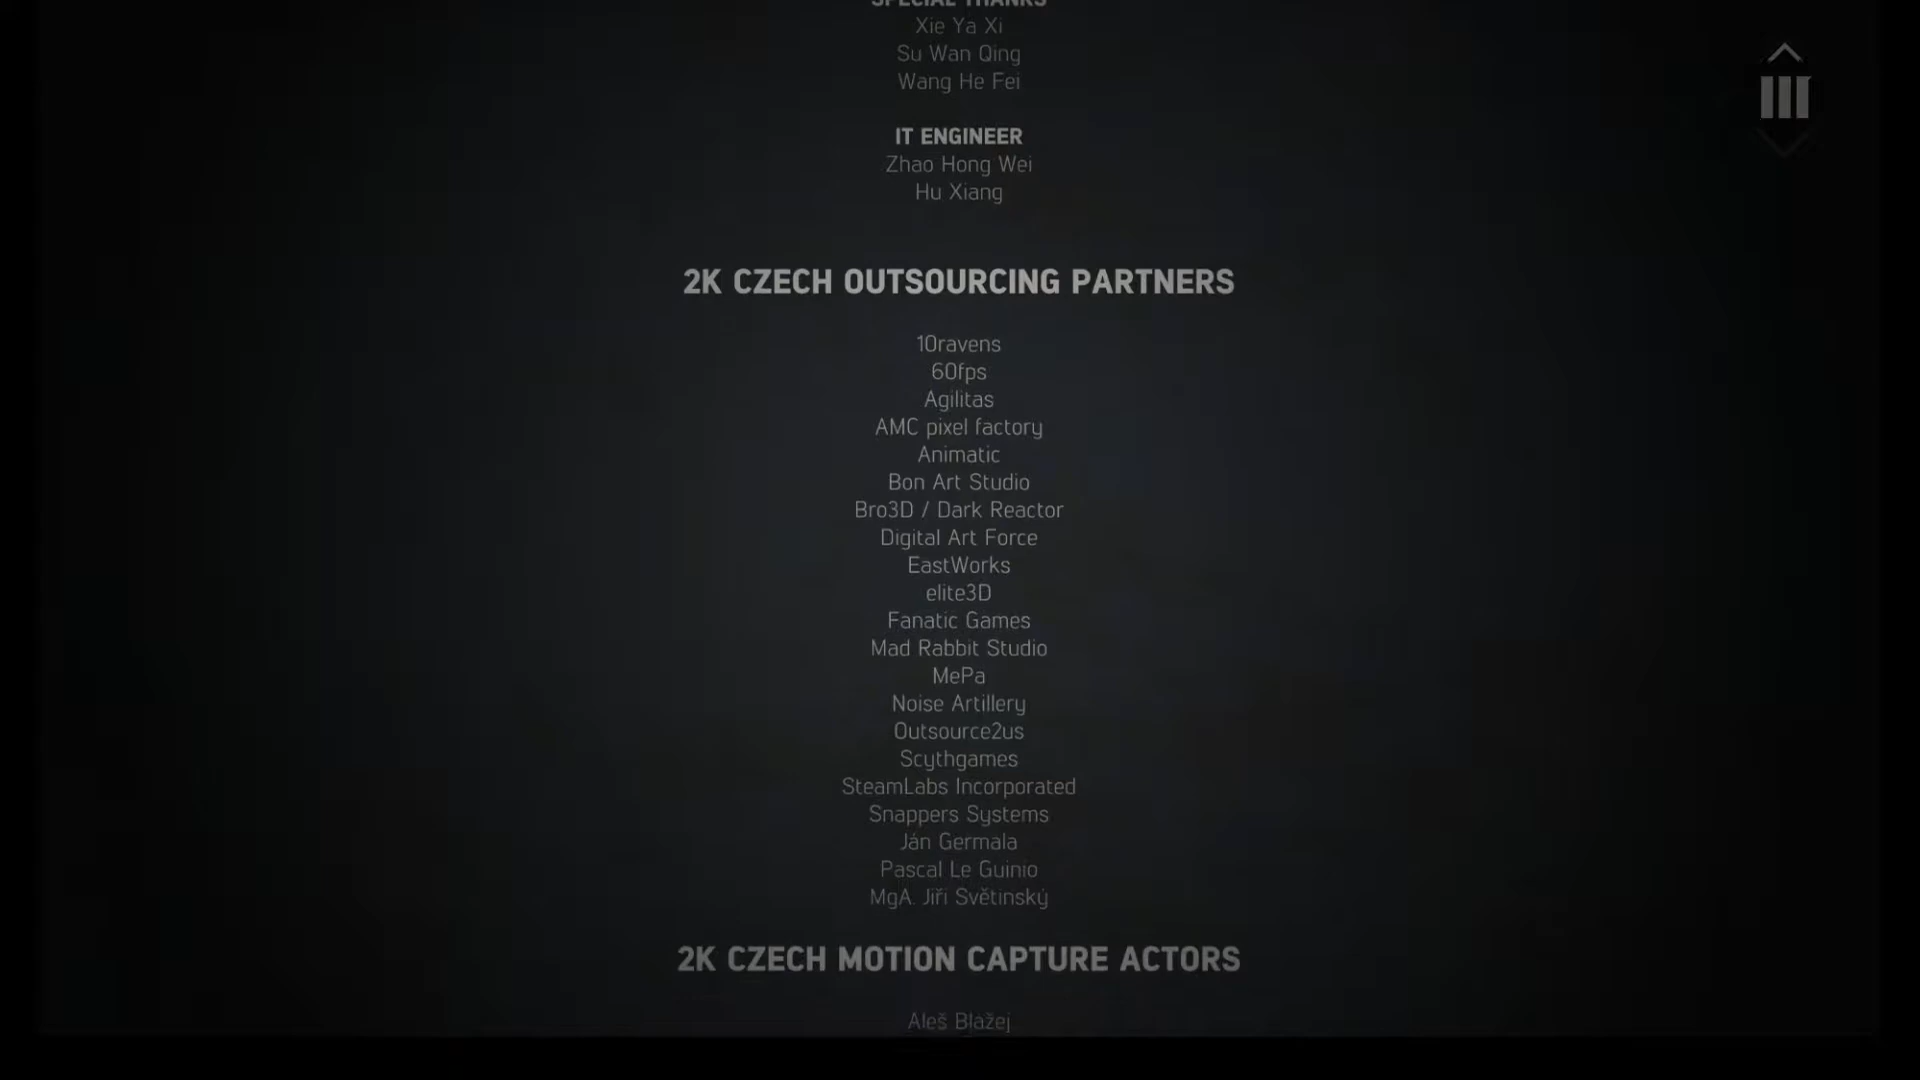 SPECIAL THANKS
Xie Ya Xi
Su Wan Qing
Wang He Fei
IT ENGINEER
Zhao Hong Wei
Hu Xiang
2K CZECH OUTSOURCING PARTNERS
10ravens
60fps
Agilitas
AMC pixel factory
Animatic
Bon Art Studio
Bro3D / Dark Reactor
Digital Art Force
EastWorks
elite3D
Fanatic Games
Mad Rabbit Studio
MePa
Noise Artillery
Outsource2us
Scythgames
SteamLabs Incorporated
Snappers Systems
Ján Germala
Pascal Le Guinio
MgA. Jiří Světinský
2K CZECH MOTION CAPTURE ACTORS
Aleš Blažej